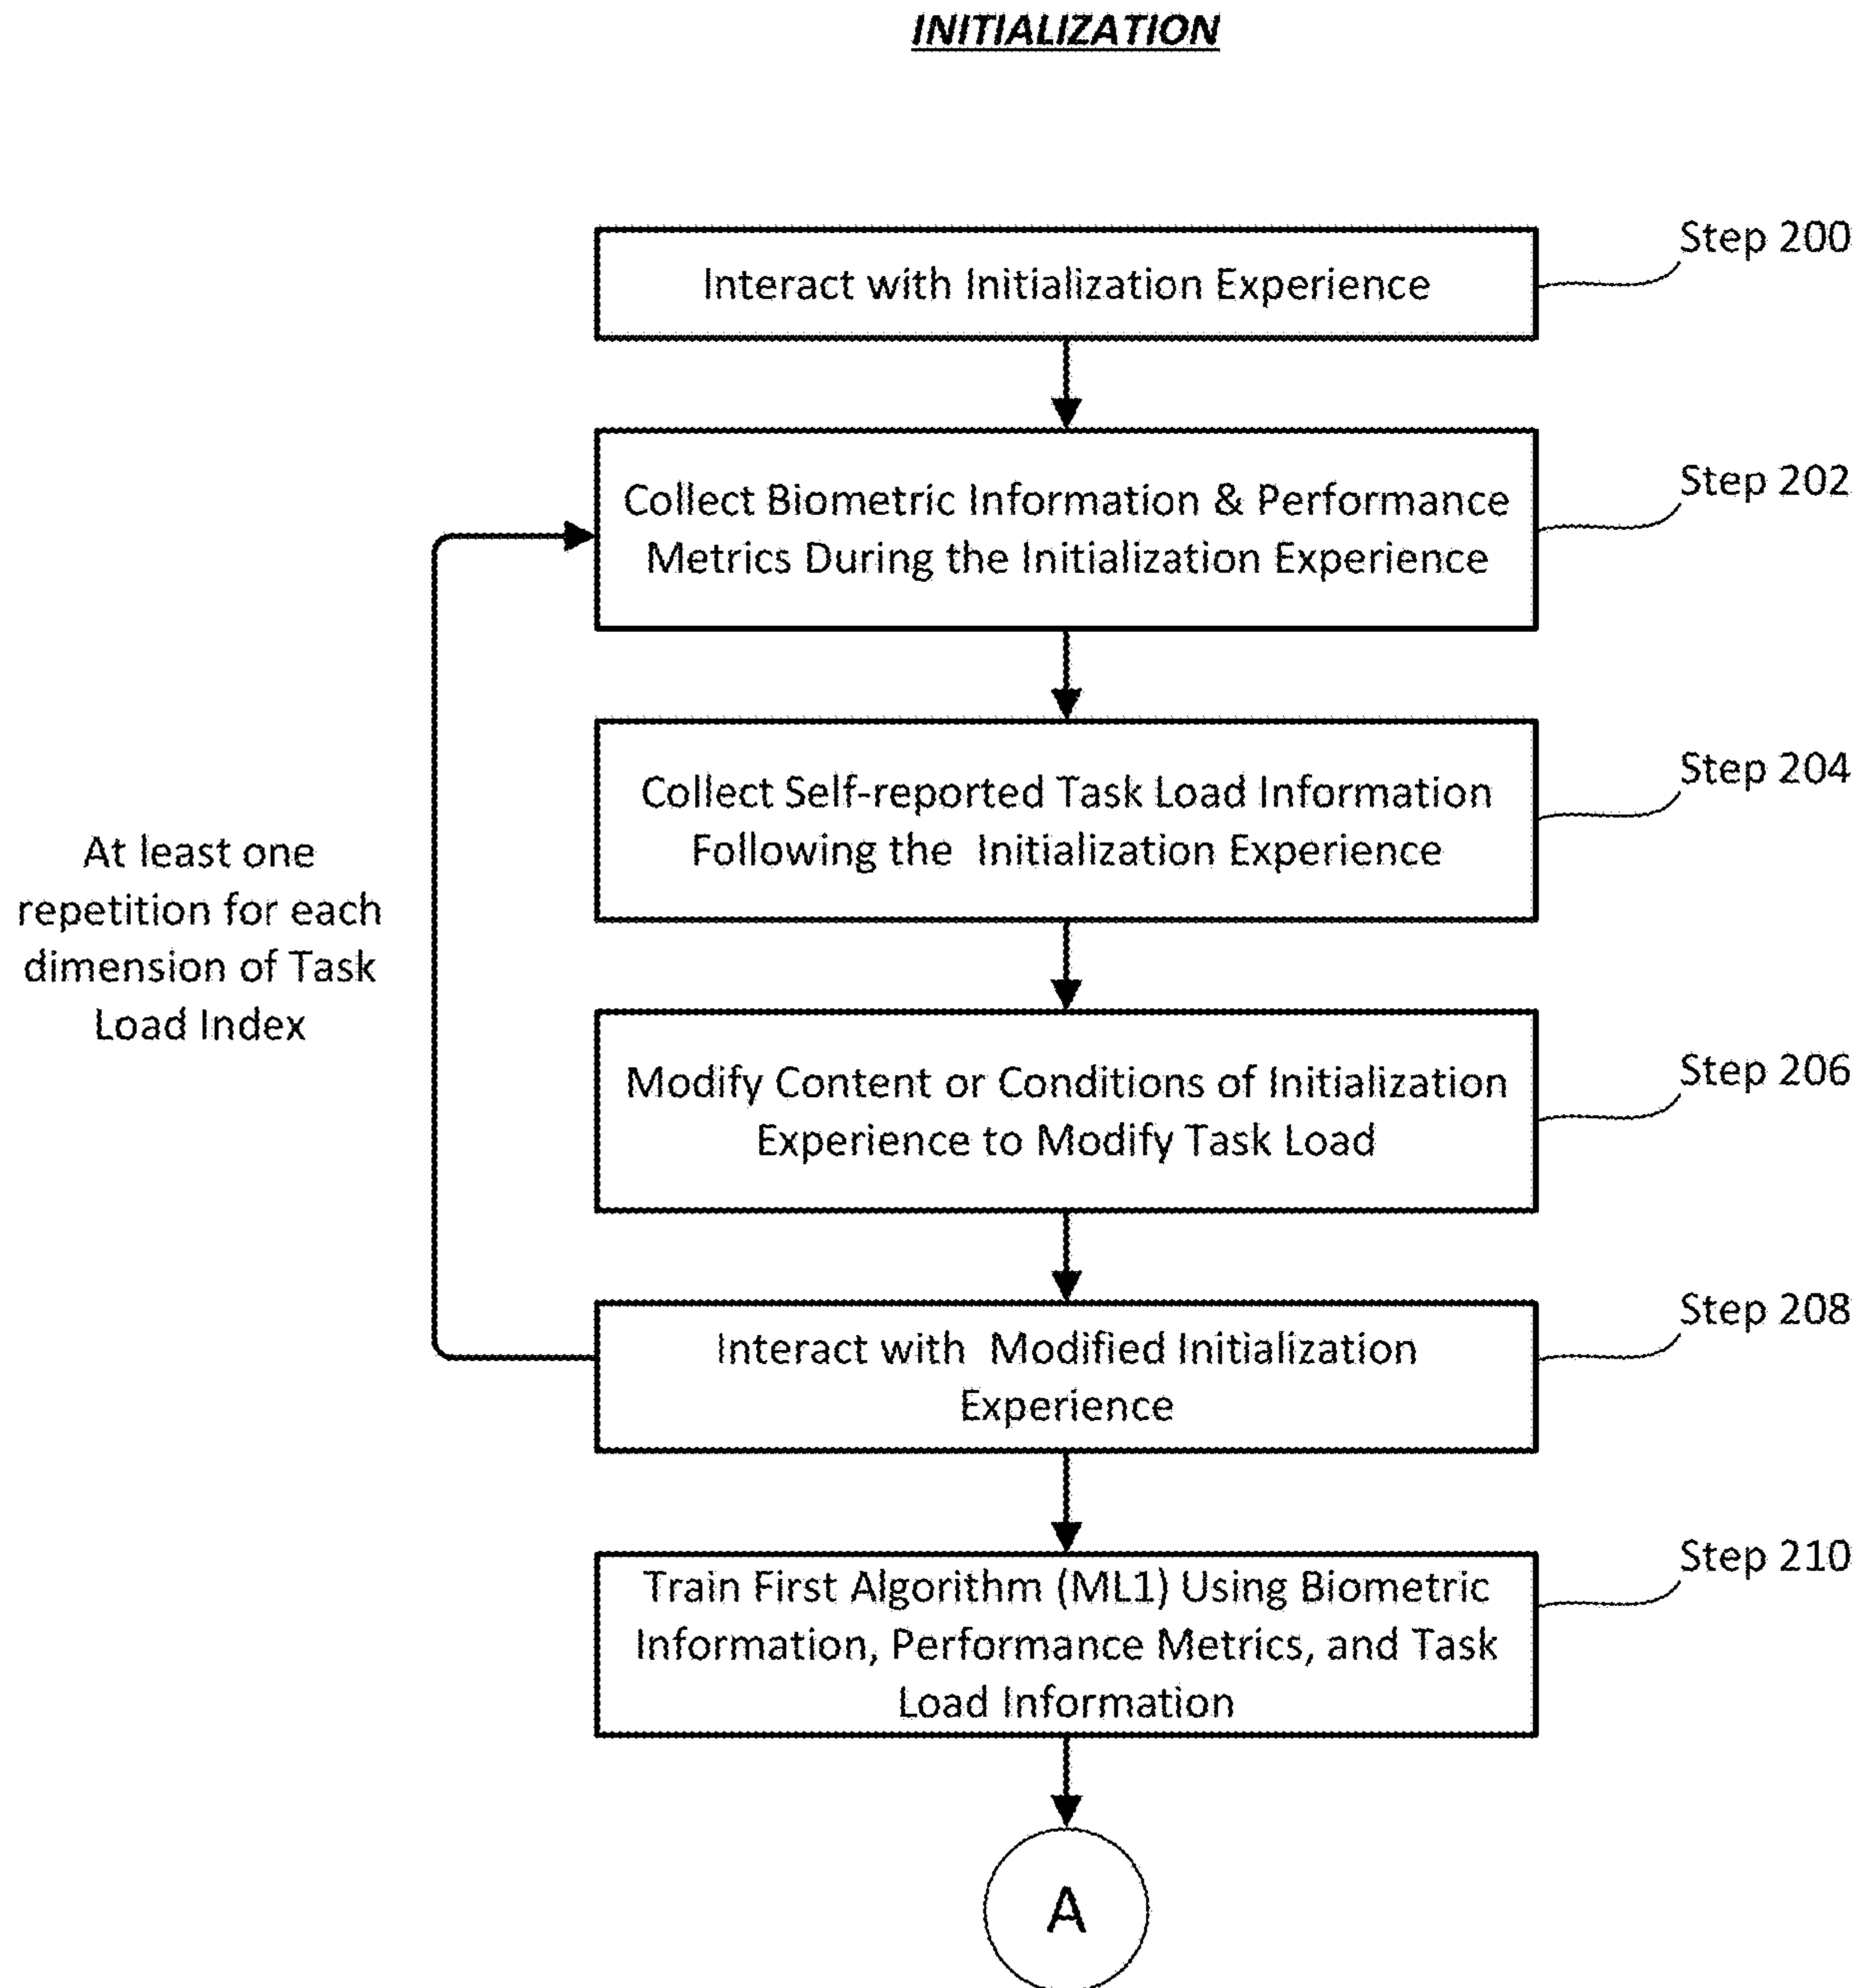 INITIALIZATION
Interact with Initialization Experience
Step 200
Collect Biometric Information & Performance
Metrics During the Initialization Experience
Step 202
Collect Self-reported Task Load Information
Following the Initialization Experience
Step 204
At least one
repetition for each
dimension of Task
Load Index
Modify Content or Conditions of Initialization
Experience to Modify Task Load
Step 206
Interact with Modified Initialization
Experience
Step 208
Train First Algorithm (ML1) Using Biometric
Information, Performance Metrics, and Task
Load Information
Step 210
A